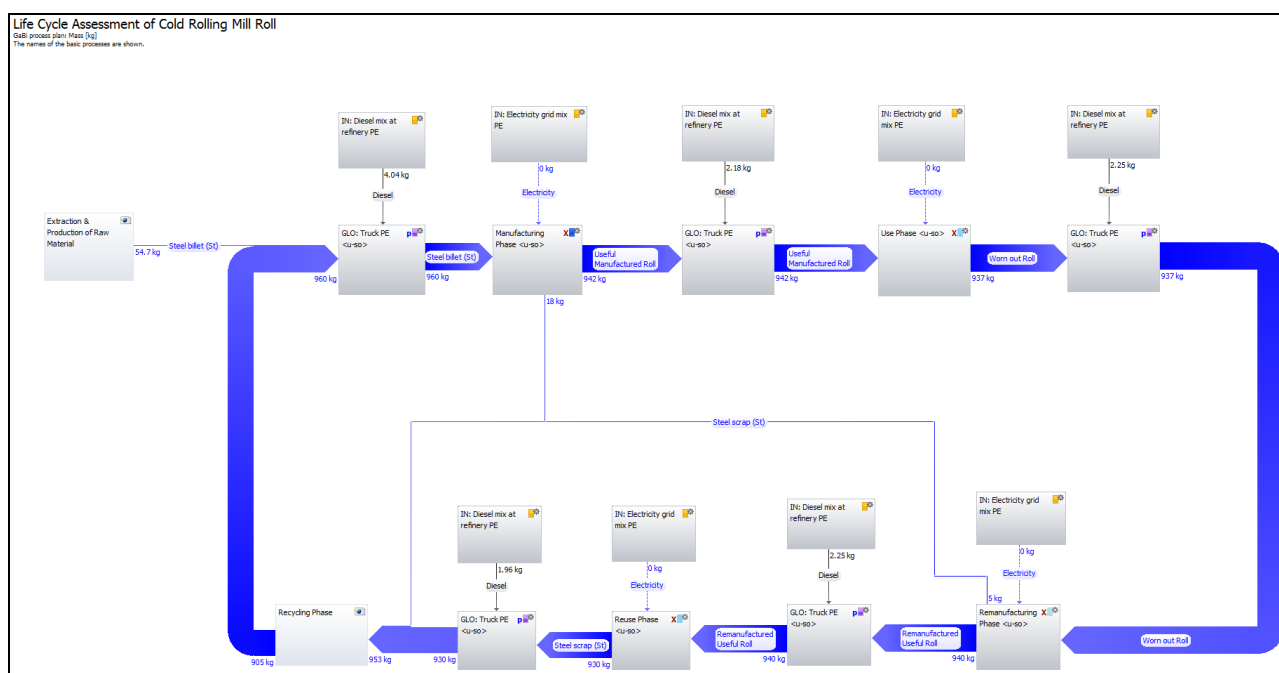 Life Cycle Assessment of Cold Rolling Mill Roll
GaBi process plan: Mass [kg]
The names of the basic processes are shown.
IN: Diesel mix at
refinery PE
4.04 kg
Diesel
IN: Electricity grid mix
PE
0 kg
Electricity
IN: Diesel mix at
refinery PE
2.18 kg
Diesel
IN: Electricity grid
mix PE
0 kg
Electricity
IN: Diesel mix at
refinery PE
2.25 kg
Diesel
Extraction &
Production of Raw
Material
54.7 kg
Steel billet (St)
960 kg
GLO: Truck PE
<u-so>
p
960 kg
Steel billet (St)
960 kg
Manufacturing
Phase <u-so>
X
18 kg
942 kg
Useful
Manufactured Roll
GLO: Truck PE
<u-so>
p
942 kg
Useful
Manufactured Roll
Use Phase <u-so>
X
937 kg
Worn out Roll
GLO: Truck PE
<u-so>
p
937 kg
Steel scrap (St)
IN: Diesel mix at
refinery PE
1.96 kg
Diesel
IN: Electricity grid
mix PE
0 kg
Electricity
IN: Diesel mix at
refinery PE
2.25 kg
Diesel
IN: Electricity grid
mix PE
0 kg
Electricity
5 kg
Recycling Phase
905 kg
953 kg
930 kg
GLO: Truck PE
<u-so>
p
Steel scrap (St)
930 kg
Reuse Phase
<u-so>
X
Remanufactured
Useful Roll
940 kg
GLO: Truck PE
<u-so>
p
Remanufactured
Useful Roll
940 kg
Remanufacturing
Phase <u-so>
X
Worn out Roll